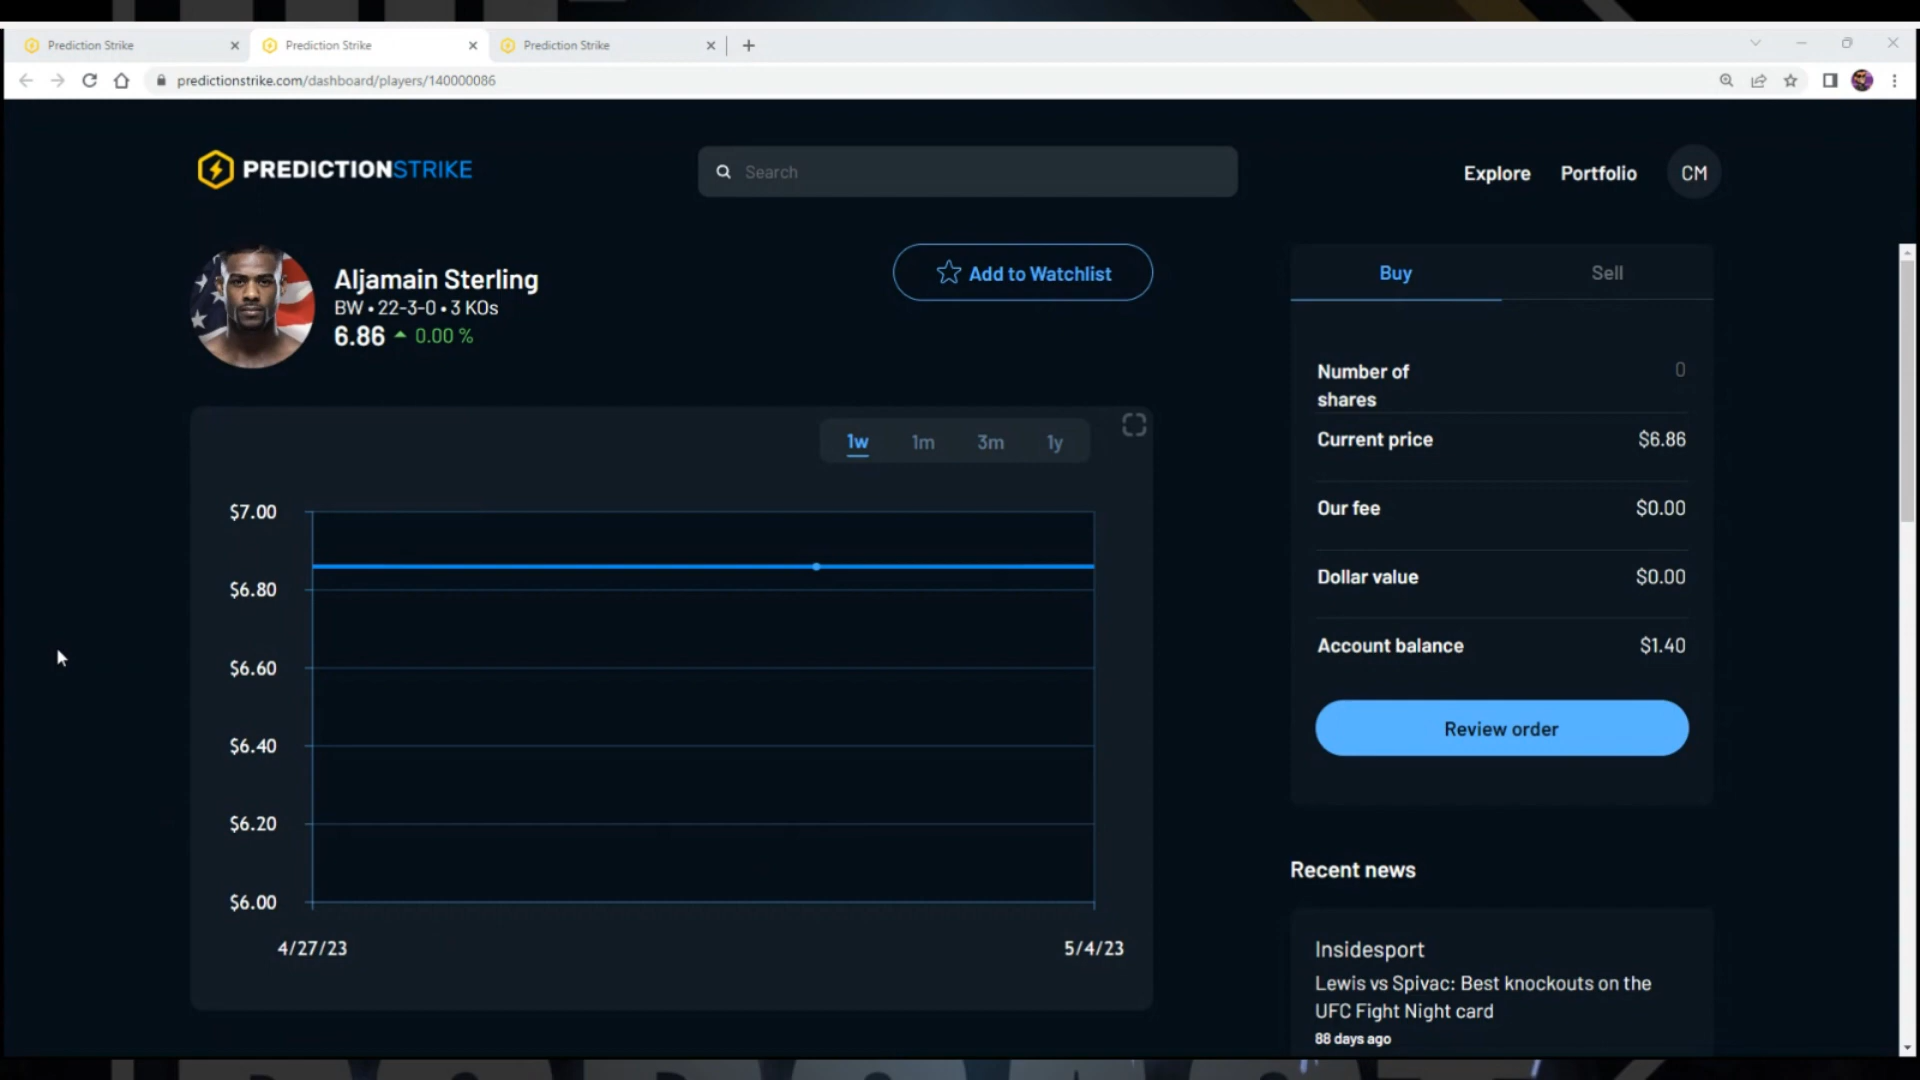 Prediction Strike
Prediction Strike
Prediction Strike
predictionstrike.com/dashboard/players/140000086
PREDICTIONSTRIKE
Search
Explore
Portfolio
CM
Aljamain Sterling
BW • 22-3-0 • 3 KOs
6.86 0.00 %
Add to Watchlist
Buy
Sell
1w
1m
3m
1y
$7.00
$6.80
$6.60
$6.40
$6.20
$6.00
4/27/23
5/4/23
Number of
shares
0
Current price
$6.86
Our fee
$0.00
Dollar value
$0.00
Account balance
$1.40
Review order
Recent news
Insidesport
Lewis vs Spivac: Best knockouts on the
UFC Fight Night card
88 days ago